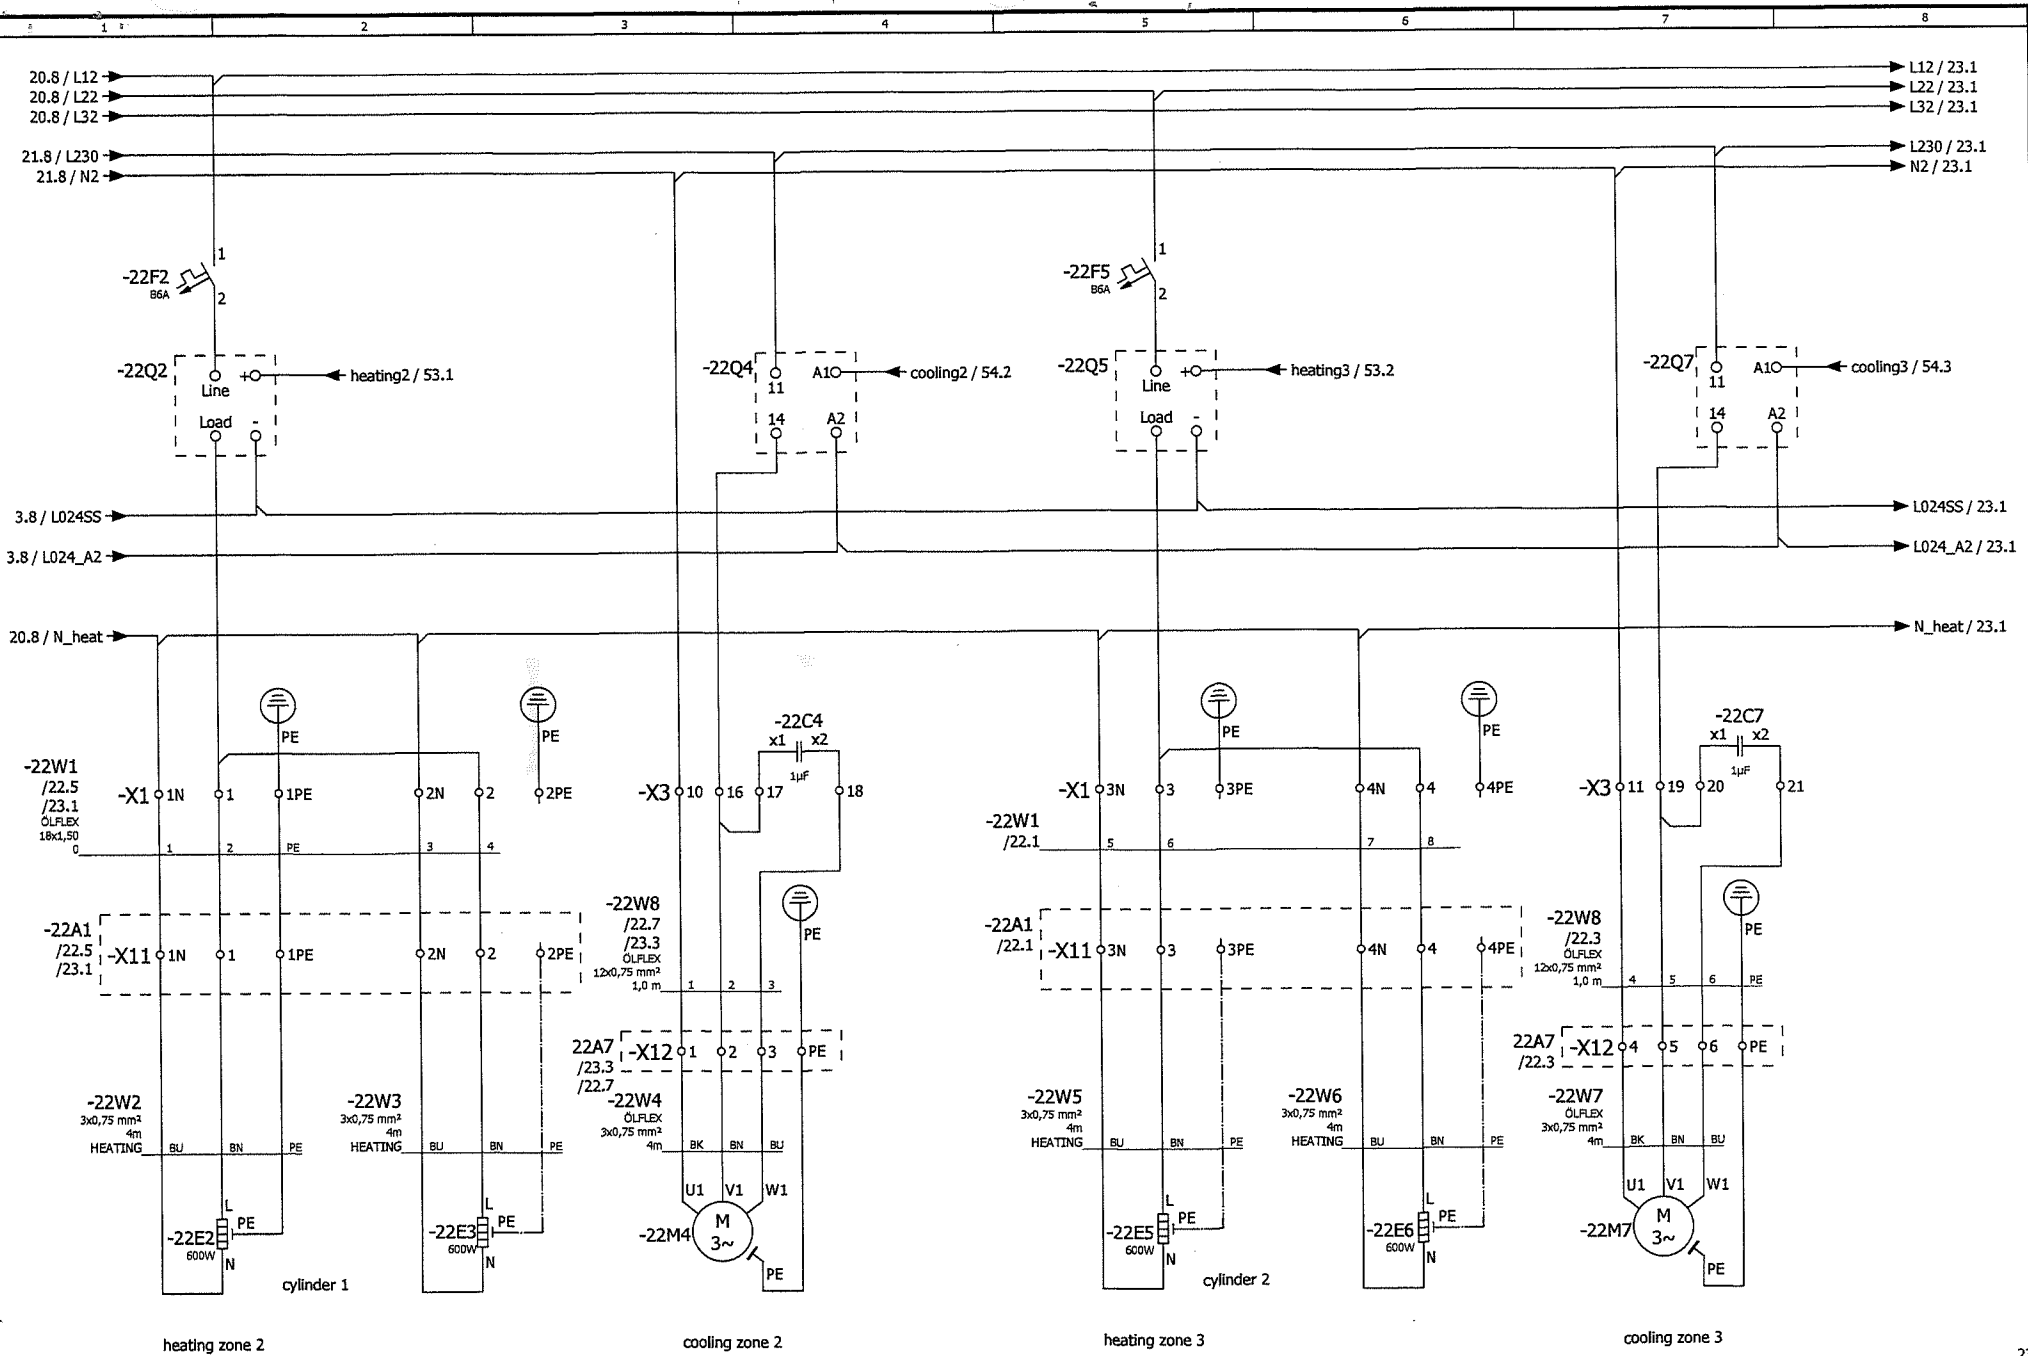 1 2 3 4 5 6 7 8
20.8 / L12 L12 / 23.1
20.8 / L22 L22 / 23.1
20.8 / L32 L32 / 23.1
21.8 / L230 L230 / 23.1
21.8 / N2 N2 / 23.1
1 1
-22F2 -22F5
B6A B6A
2 2
-22Q2 + heating2 / 53.1 -22Q4 A1 cooling2 / 54.2 -22Q5 + heating3 / 53.2 -22Q7 A1 cooling3 / 54.3
Line 11 Line 11
Load - 14 A2 Load - 14 A2
3.8 / L024SS L024SS / 23.1
3.8 / L024_A2 L024_A2 / 23.1
20.8 / N_heat N_heat / 23.1
-22C4 -22C7
PE PE x1 x2 PE PE x1 x2
1µF 1µF
-22W1
/22.5
/23.1
ÖLFLEX
18x1,50
0
-X1 1N 1 1PE 2N 2 2PE -X3 10 16 17 18 -X1 3N 3 3PE 4N 4 4PE -X3 11 19 20 21
1 2 PE 3 4
-22W1
/22.1
5 6 7 8
-22A1
/22.5
/23.1
-X11 1N 1 1PE 2N 2 2PE
-22W8
/22.7
/23.3
ÖLFLEX
12x0,75 mm²
1,0 m 1 2 3
PE
-22A1
/22.1
-X11 3N 3 3PE 4N 4 4PE
-22W8
/22.3
ÖLFLEX
12x0,75 mm²
1,0 m 4 5 6 PE
PE
22A7
/23.3
/22.7
-X12 1 2 3 PE
22A7
/22.3
-X12 4 5 6 PE
-22W2
3x0,75 mm²
4m
HEATING BU BN PE
-22W3
3x0,75 mm²
4m
HEATING BU BN PE
-22W4
ÖLFLEX
3x0,75 mm²
4m BK BN BU
-22W5
3x0,75 mm²
4m
HEATING BU BN PE
-22W6
3x0,75 mm²
4m
HEATING BU BN PE
-22W7
ÖLFLEX
3x0,75 mm²
4m BK BN BU
L PE
-22E2
600W
N
L PE
-22E3
600W
N
U1 V1 W1
-22M4 M
3~
PE
L PE
-22E5
600W
N
L PE
-22E6
600W
N
U1 V1 W1
-22M7 M
3~
PE
cylinder 1 cylinder 2
heating zone 2 cooling zone 2 heating zone 3 cooling zone 3